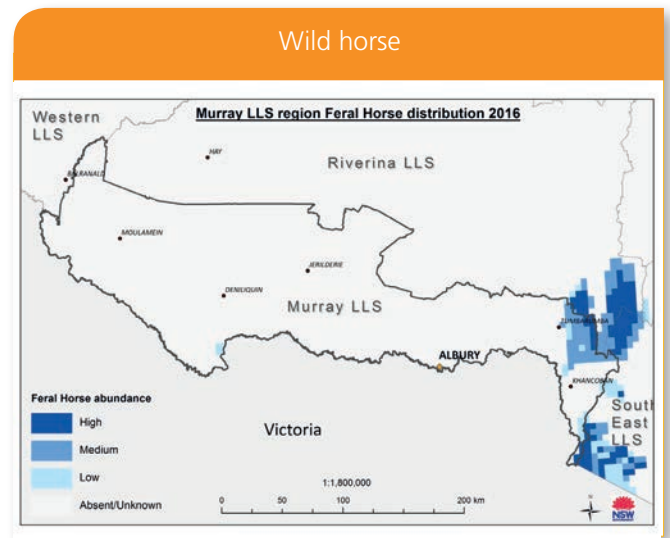 Wild horse
Murray LLS region Feral Horse distribution 2016
Western
LLS
HAY
Riverina LLS
BALRANALD
MOULAMEIN
JERILDERIE
DENILIQUIN
Murray LLS
TUMBARUMBA
ALBURY
KHANCOBAN
South
East
LLS
Feral Horse abundance
High
Medium
Low
Absent/Unknown
Victoria
1:1,800,000
0 50 100 200 km
N
NSW